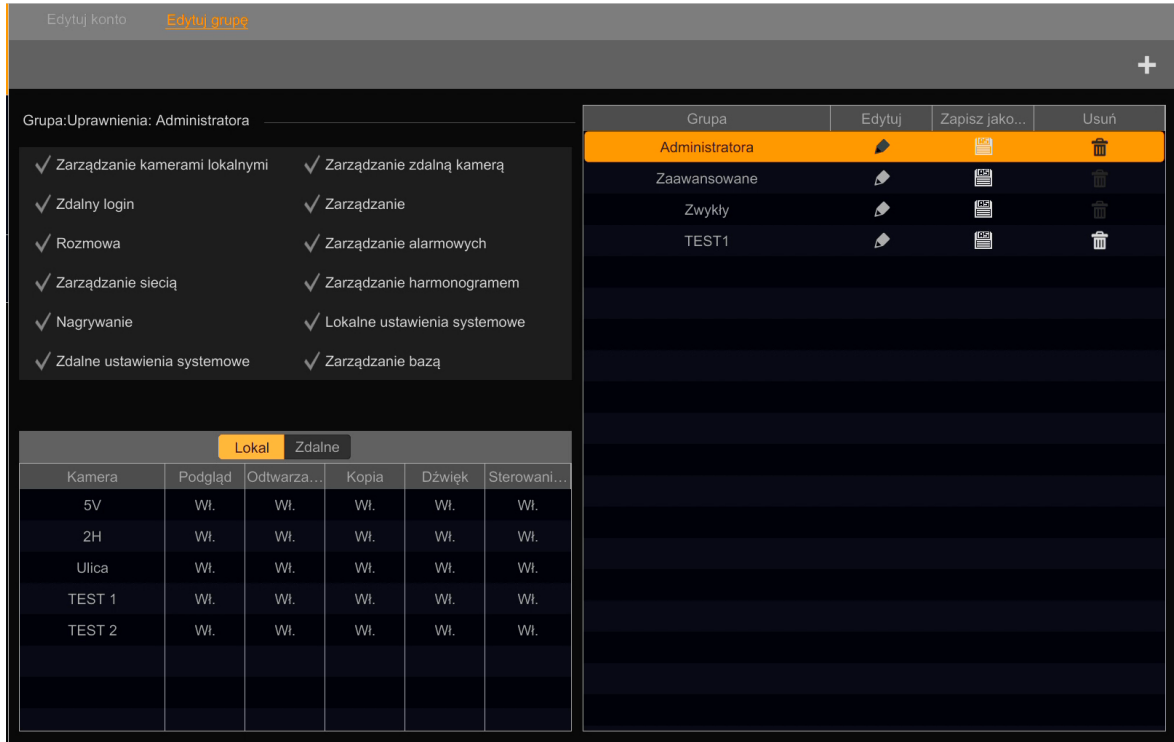 Edytuj konto Edytuj grupę
Grupa:Uprawnienia: Administratora
Zarządzanie kamerami lokalnymi Zarządzanie zdalną kamerą
Zdalny login Zarządzanie
Rozmowa Zarządzanie alarmowych
Zarządzanie siecią Zarządzanie harmonogramem
Nagrywanie Lokalne ustawienia systemowe
Zdalne ustawienia systemowe Zarządzanie bazą
Lokal Zdalne
Kamera Podgląd Odtwarza... Kopia Dźwięk Sterowani...
5V Wł. Wł. Wł. Wł. Wł.
2H Wł. Wł. Wł. Wł. Wł.
Ulica Wł. Wł. Wł. Wł. Wł.
TEST 1 Wł. Wł. Wł. Wł. Wł.
TEST 2 Wł. Wł. Wł. Wł. Wł.
Grupa Edytuj Zapisz jako... Usuń
Administratora
Zaawansowane
Zwykły
TEST1